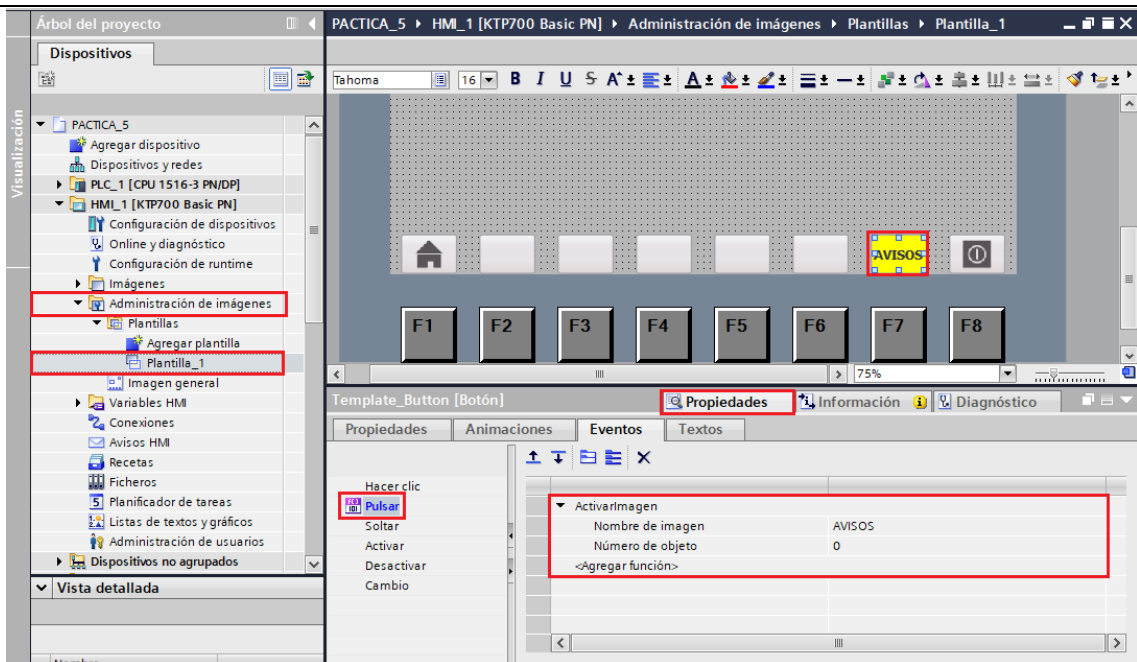 Árbol del proyecto
PACTICA_5 HMI_1 [KTP700 Basic PN] Administración de imágenes Plantillas Plantilla_1
Dispositivos
Visualización
Tahoma 16 B I U S A A
PACTICA_5
Agregar dispositivo
Dispositivos y redes
PLC_1 [CPU 1516-3 PN/DP]
HMI_1 [KTP700 Basic PN]
Configuración de dispositivos
Online y diagnóstico
Configuración de runtime
Imágenes
Administración de imágenes
Plantillas
Agregar plantilla
Plantilla_1
Imagen general
Variables HMI
Conexiones
Avisos HMI
Recetas
Ficheros
Planificador de tareas
Listas de textos y gráficos
Administración de usuarios
Dispositivos no agrupados
Vista detallada
AVISOS
F1 F2 F3 F4 F5 F6 F7 F8
75%
Template_Button [Botón]
Propiedades Información Diagnóstico
Propiedades Animaciones Eventos Textos
Hacer clic
Pulsar
Soltar
Activar
Desactivar
Cambio
ActivarImagen
Nombre de imagen AVISOS
Número de objeto 0
<Agregar función>